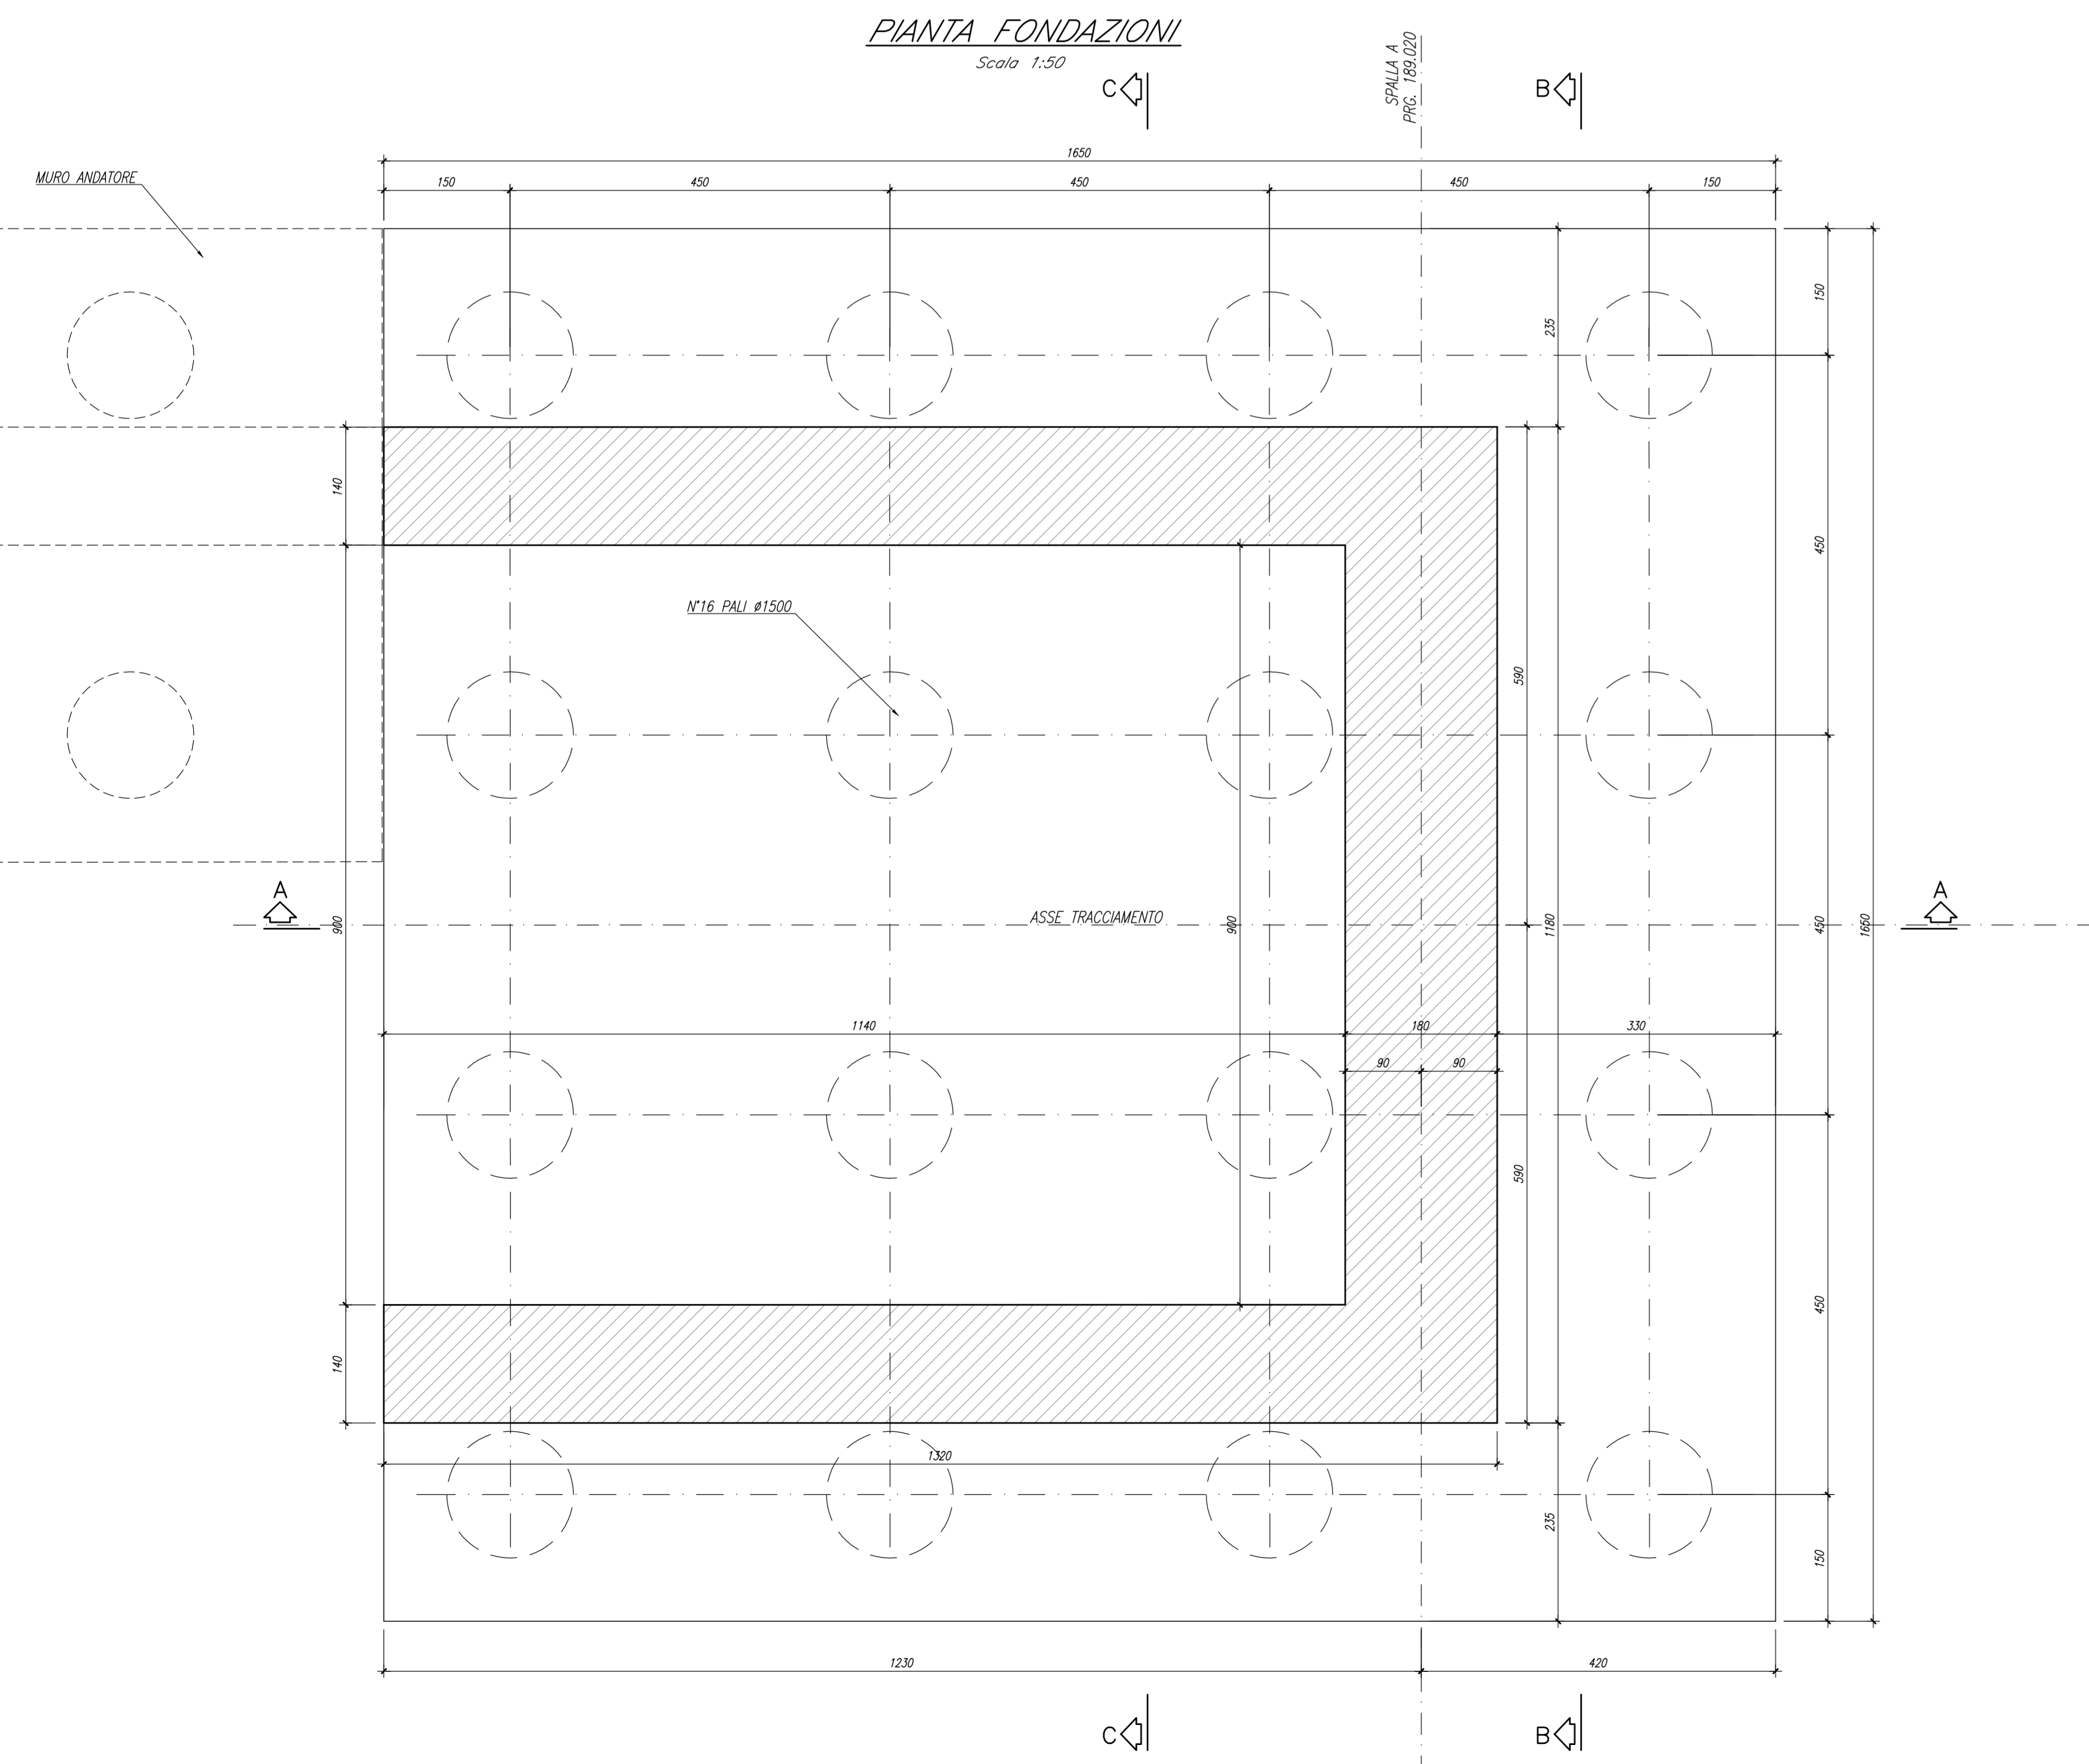 PIANTA FONDAZIONI
Scala 1:50
C
SPALLA A
PRG. 189.020
B
1650
MURO ANDATORE
150
450
450
450
150
150
235
140
450
N°16 PALI Ø1500
590
A
A
900
ASSE TRACCIAMENTO
900
1180
450
1650
1140
180
330
90
90
590
450
140
1320
235
150
1230
420
C
B